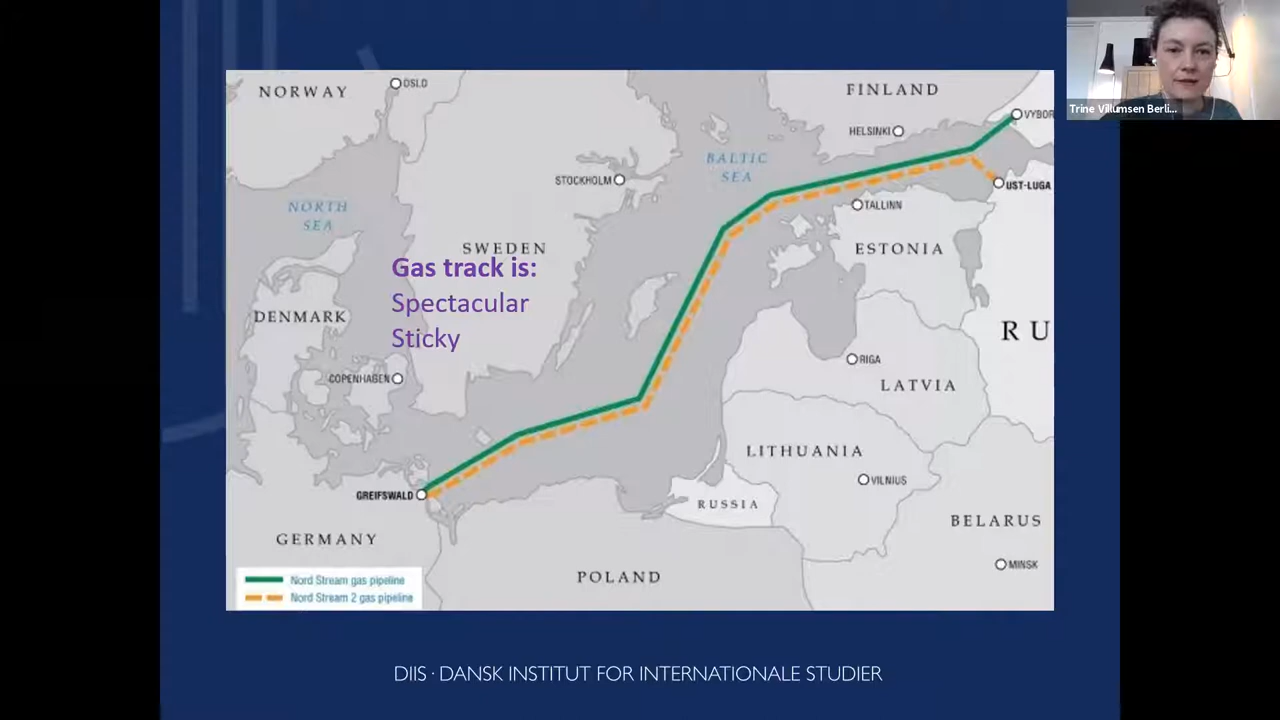 NORWAY
OSLO
FINLAND
HELSINKI
VYBOR
Trine Villumsen Berli...
BALTIC
SEA
STOCKHOLM
UST-LUGA
TALLINN
NORTH
SEA
SWEDEN
ESTONIA
Gas track is:
Spectacular
Sticky
DENMARK
RU
COPENHAGEN
RIGA
LATVIA
LITHUANIA
VILNIUS
GREIFSWALD
RUSSIA
BELARUS
GERMANY
MINSK
POLAND
Nord Stream gas pipeline
Nord Stream 2 gas pipeline
DIIS · DANSK INSTITUT FOR INTERNATIONALE STUDIER